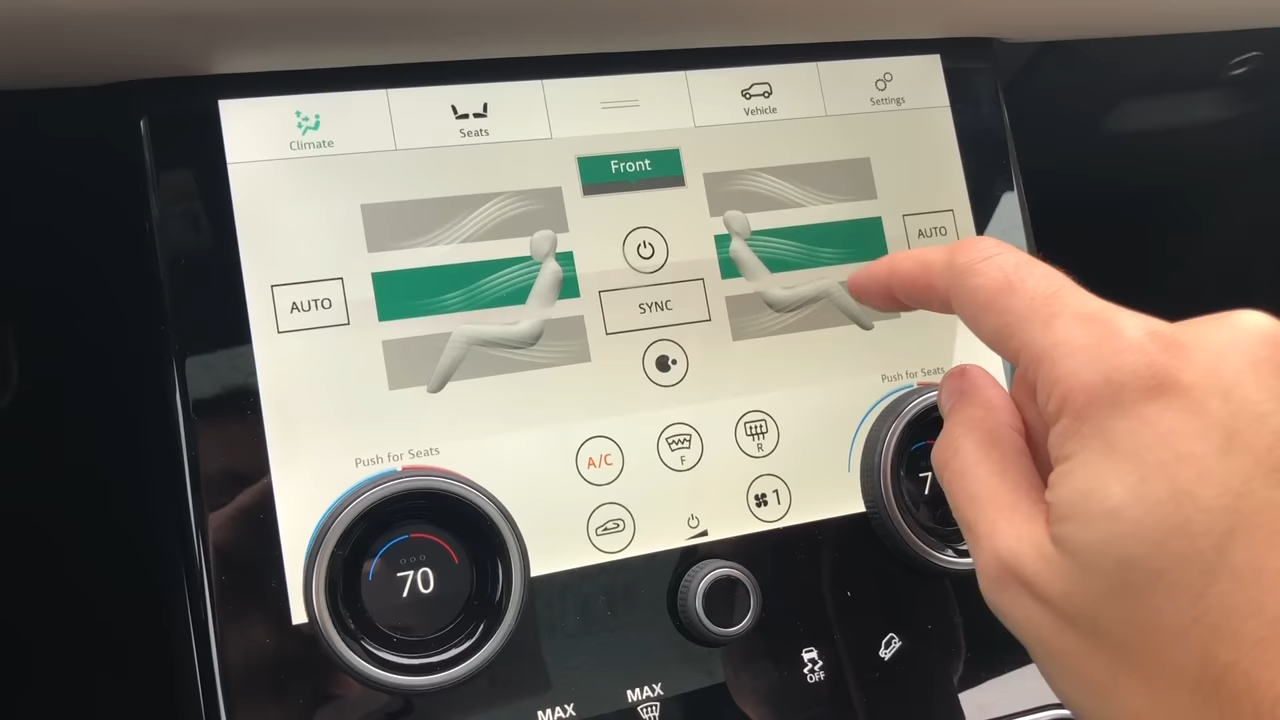 Climate
Seats
Vehicle
Settings
Front
AUTO
AUTO
SYNC
Push for Seats
Push for Seats
A/C
F
R
1
70
7
OFF
MAX
MAX